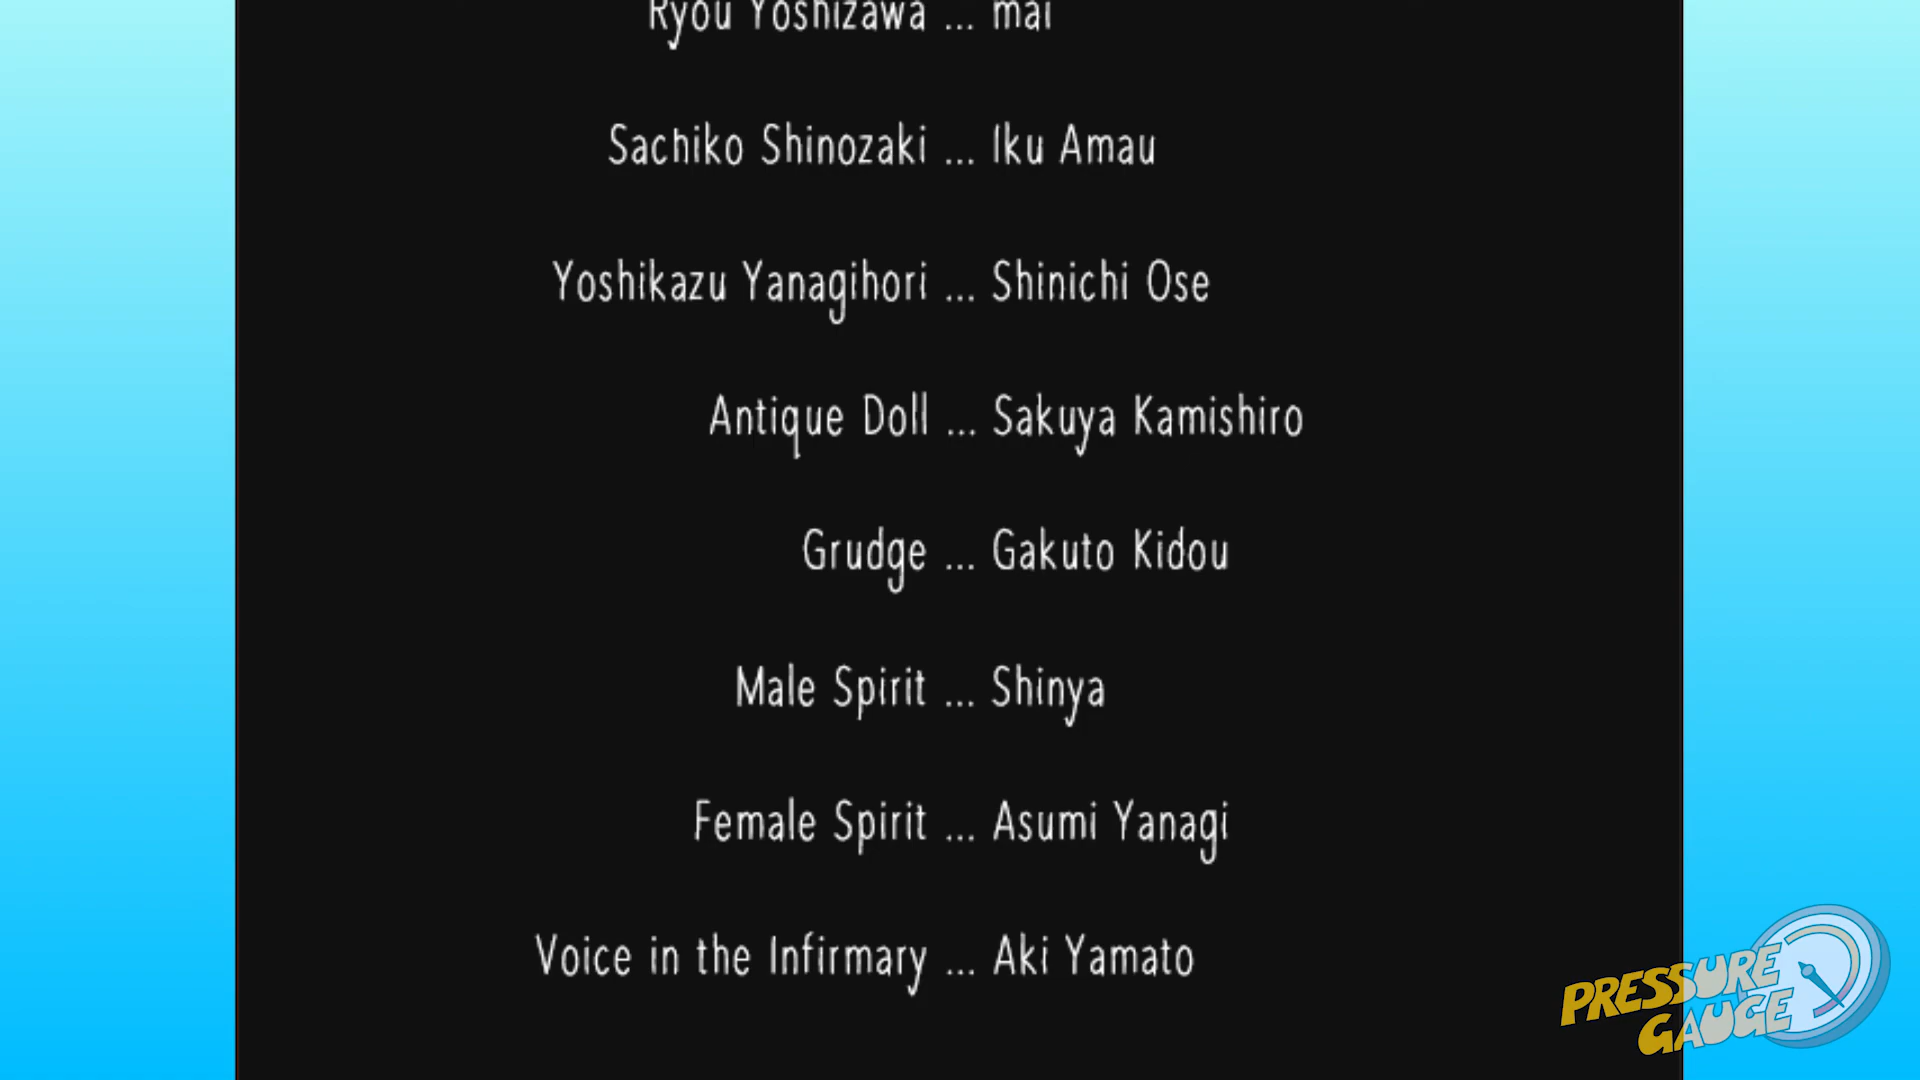 Ryou Yoshizawa ... mai
Sachiko Shinozaki ... Iku Amau
Yoshikazu Yanagihori ... Shinichi Ose
Antique Doll ... Sakuya Kamishiro
Grudge ... Gakuto Kidou
Male Spirit ... Shinya
Female Spirit ... Asumi Yanagi
Voice in the Infirmary ... Aki Yamato
PRESSURE
GAUGE